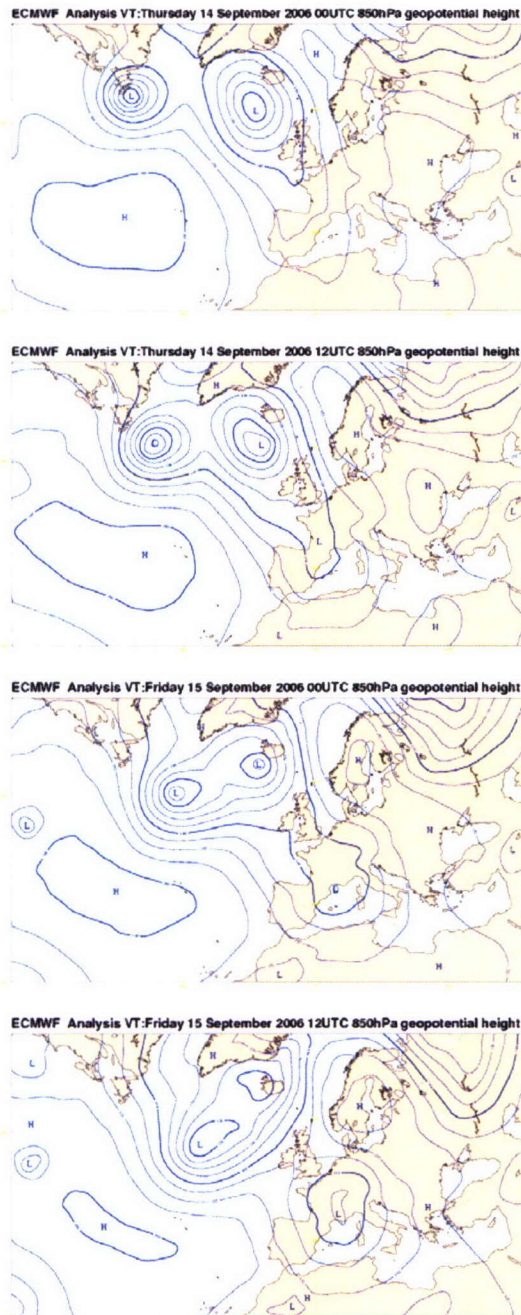 ECMWF Analysis VT:Thursday 14 September 2006 00UTC 850hPa geopotential height
H
L
L
H
H
L
H
H
ECMWF Analysis VT:Thursday 14 September 2006 12UTC 850hPa geopotential height
H
H
L
H
L
L
H
L
H
ECMWF Analysis VT:Friday 15 September 2006 00UTC 850hPa geopotential height
H
L
H
L
L
H
L
L
H
L
H
ECMWF Analysis VT:Friday 15 September 2006 12UTC 850hPa geopotential height
L
H
L
H
H
L
L
L
H
H
H
L